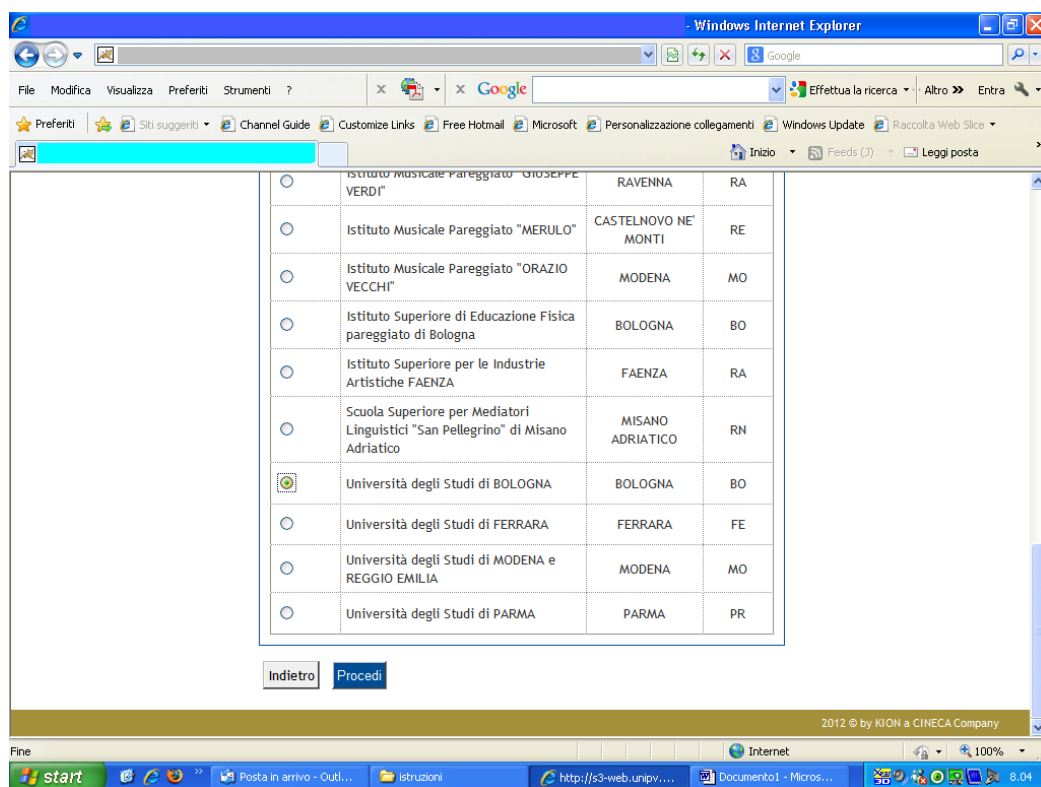 - Windows Internet Explorer
Google
File Modifica Visualizza Preferiti Strumenti ?
x x Google Effettua la ricerca Altro Entra
Preferiti Siti suggeriti Channel Guide Customize Links Free Hotmail Microsoft Personalizzazione collegamenti Windows Update Raccolta Web Slice
Inizio Feeds (J) Leggi posta
Istituto Musicale Pareggiato "GIUSEPPE
VERDI" RAVENNA RA
Istituto Musicale Pareggiato "MERULO" CASTELNOVO NE' MONTI RE
Istituto Musicale Pareggiato "ORAZIO
VECCHI" MODENA MO
Istituto Superiore di Educazione Fisica
pareggiato di Bologna BOLOGNA BO
Istituto Superiore per le Industrie
Artistiche FAENZA FAENZA RA
Scuola Superiore per Mediatori
Linguistici "San Pellegrino" di Misano
Adriatico MISANO ADRIATICO RN
Università degli Studi di BOLOGNA BOLOGNA BO
Università degli Studi di FERRARA FERRARA FE
Università degli Studi di MODENA e
REGGIO EMILIA MODENA MO
Università degli Studi di PARMA PARMA PR
Indietro Procedi
2012 © by KION a CINECA Company
Fine Internet 100%
start Posta in arrivo - Outl... istruzioni http://s3-web.unipv.... Documento1 - Micros... 8.04